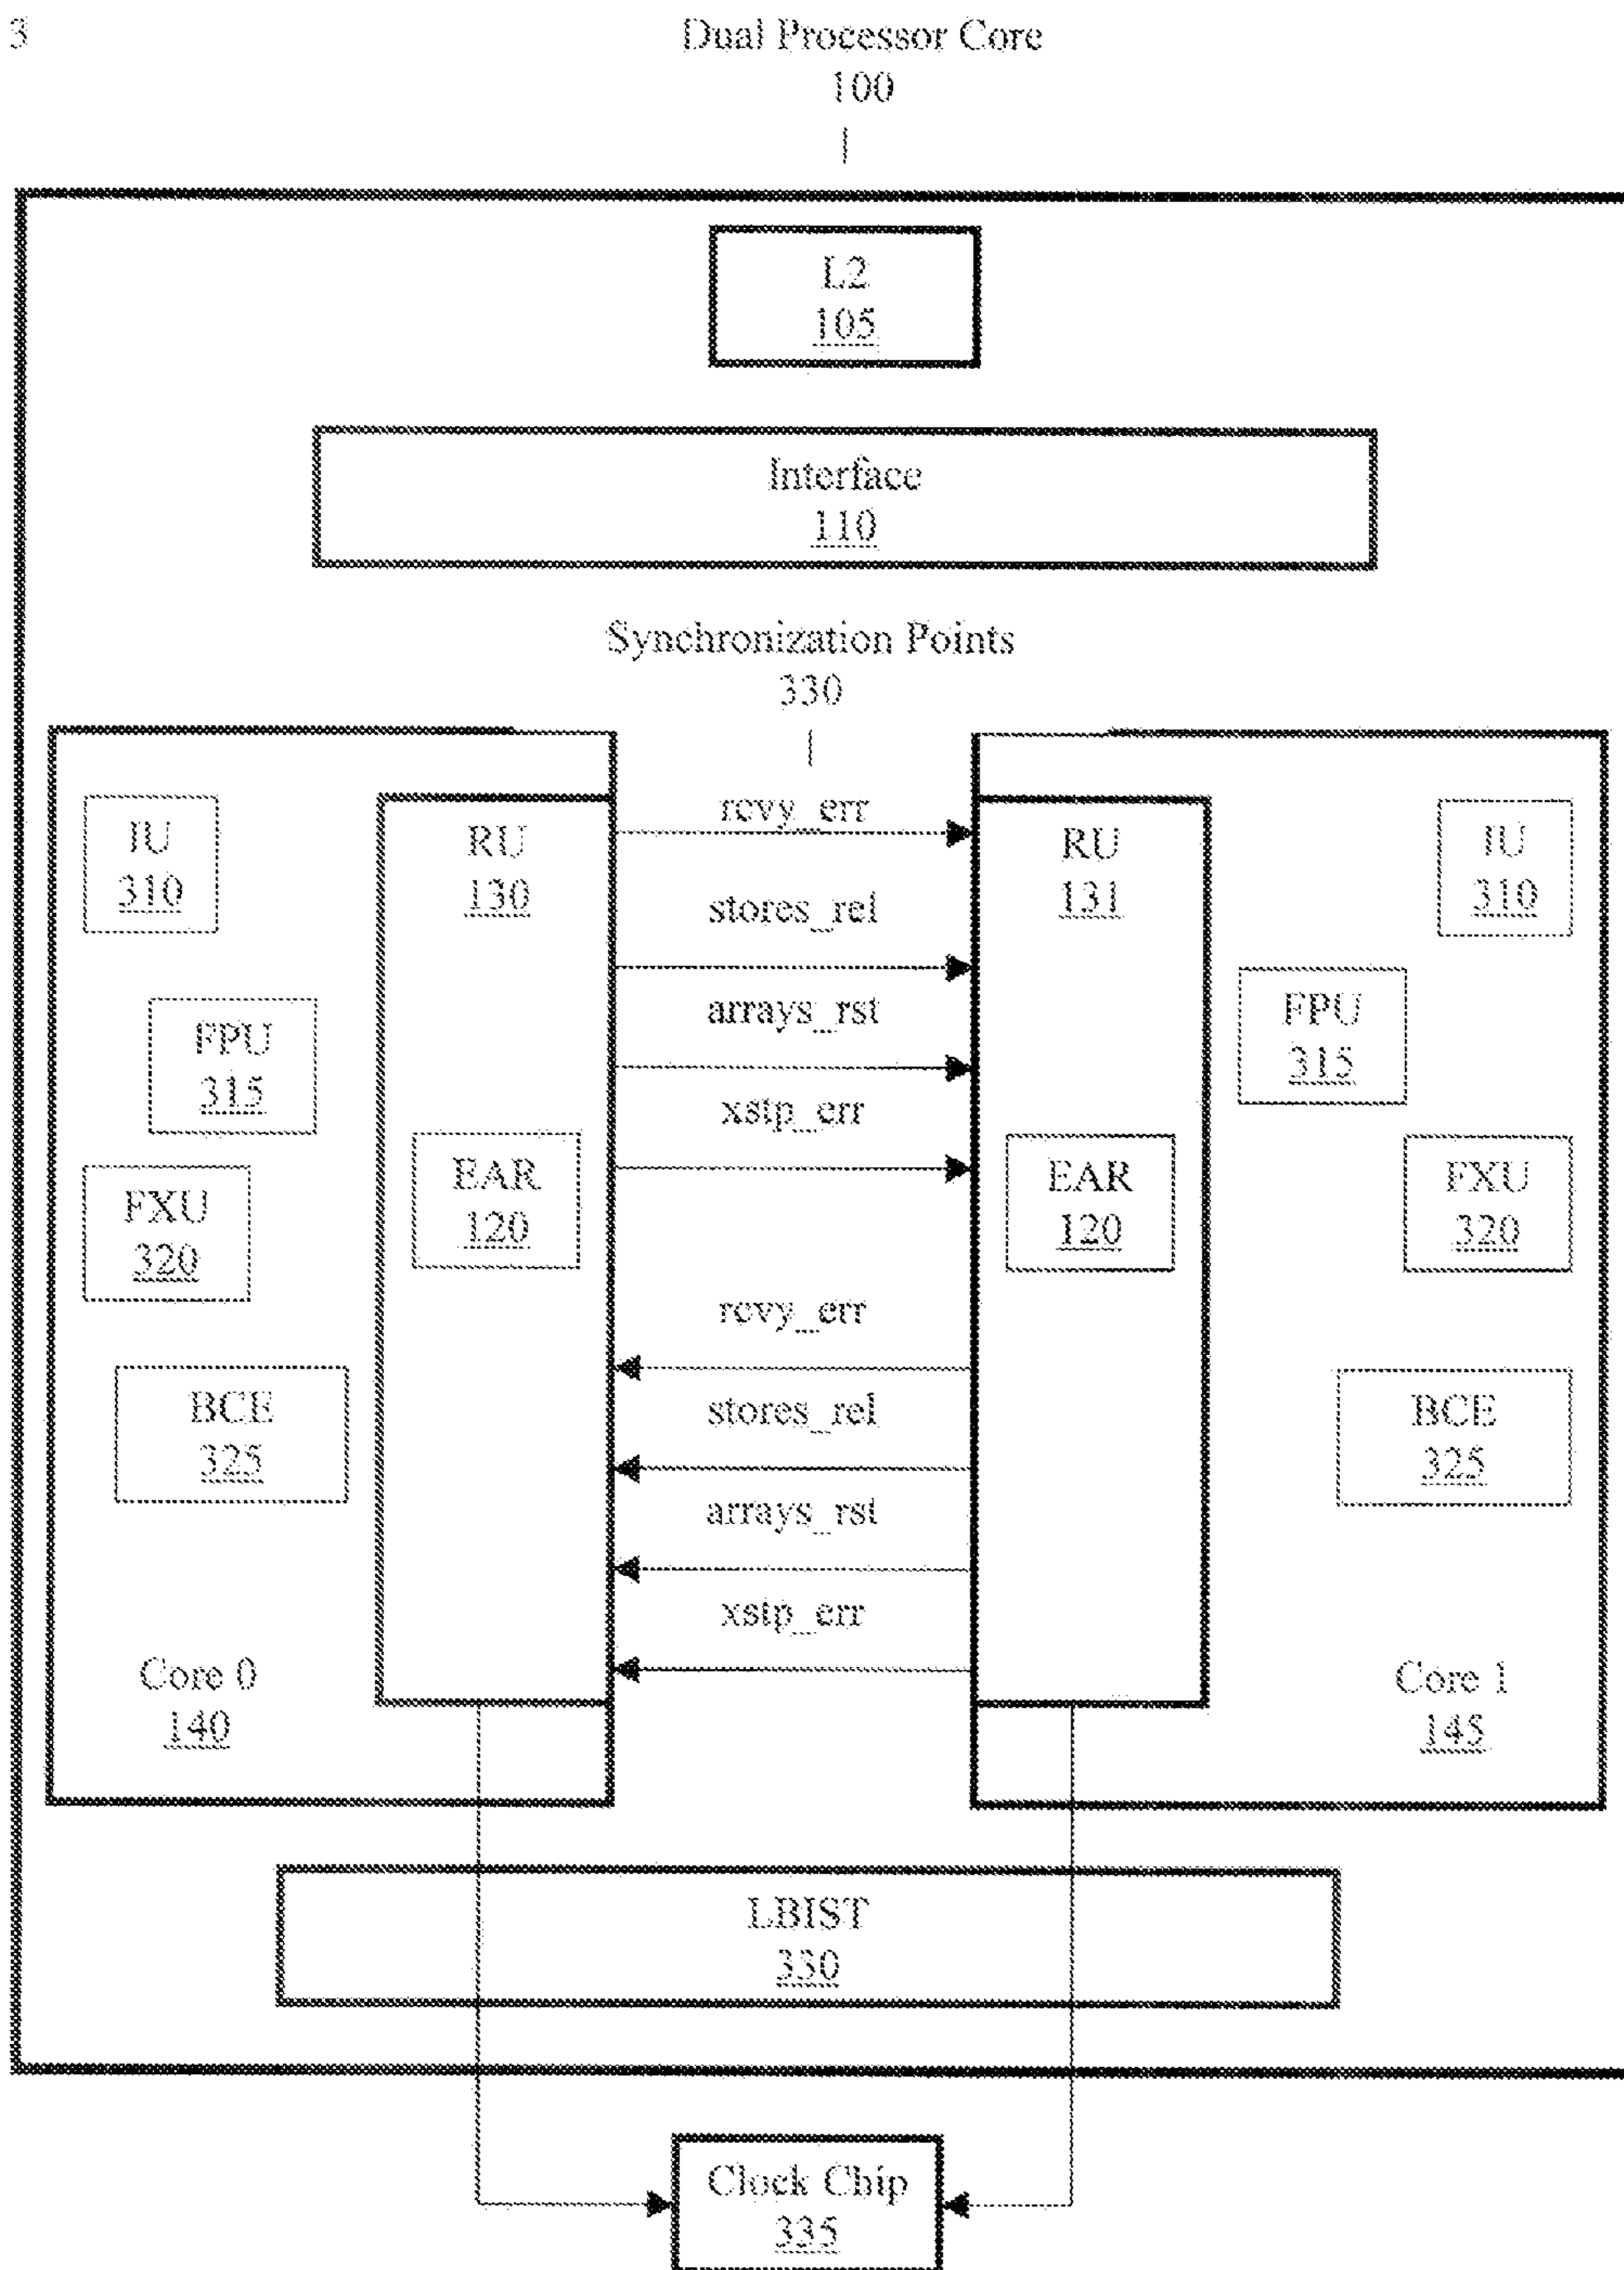 3
Dual Processor Core
100
L2
105
Interface
110
Synchronization Points
330
IU
310
FPU
315
FXU
320
BCE
325
Core 0
140
RU
130
EAR
120
rcvy_err
stores_rel
arrays_rst
xstp_err
rcvy_err
stores_rel
arrays_rst
xstp_err
RU
131
EAR
120
IU
310
FPU
315
FXU
320
BCE
325
Core 1
145
LBIST
330
Clock Chip
335